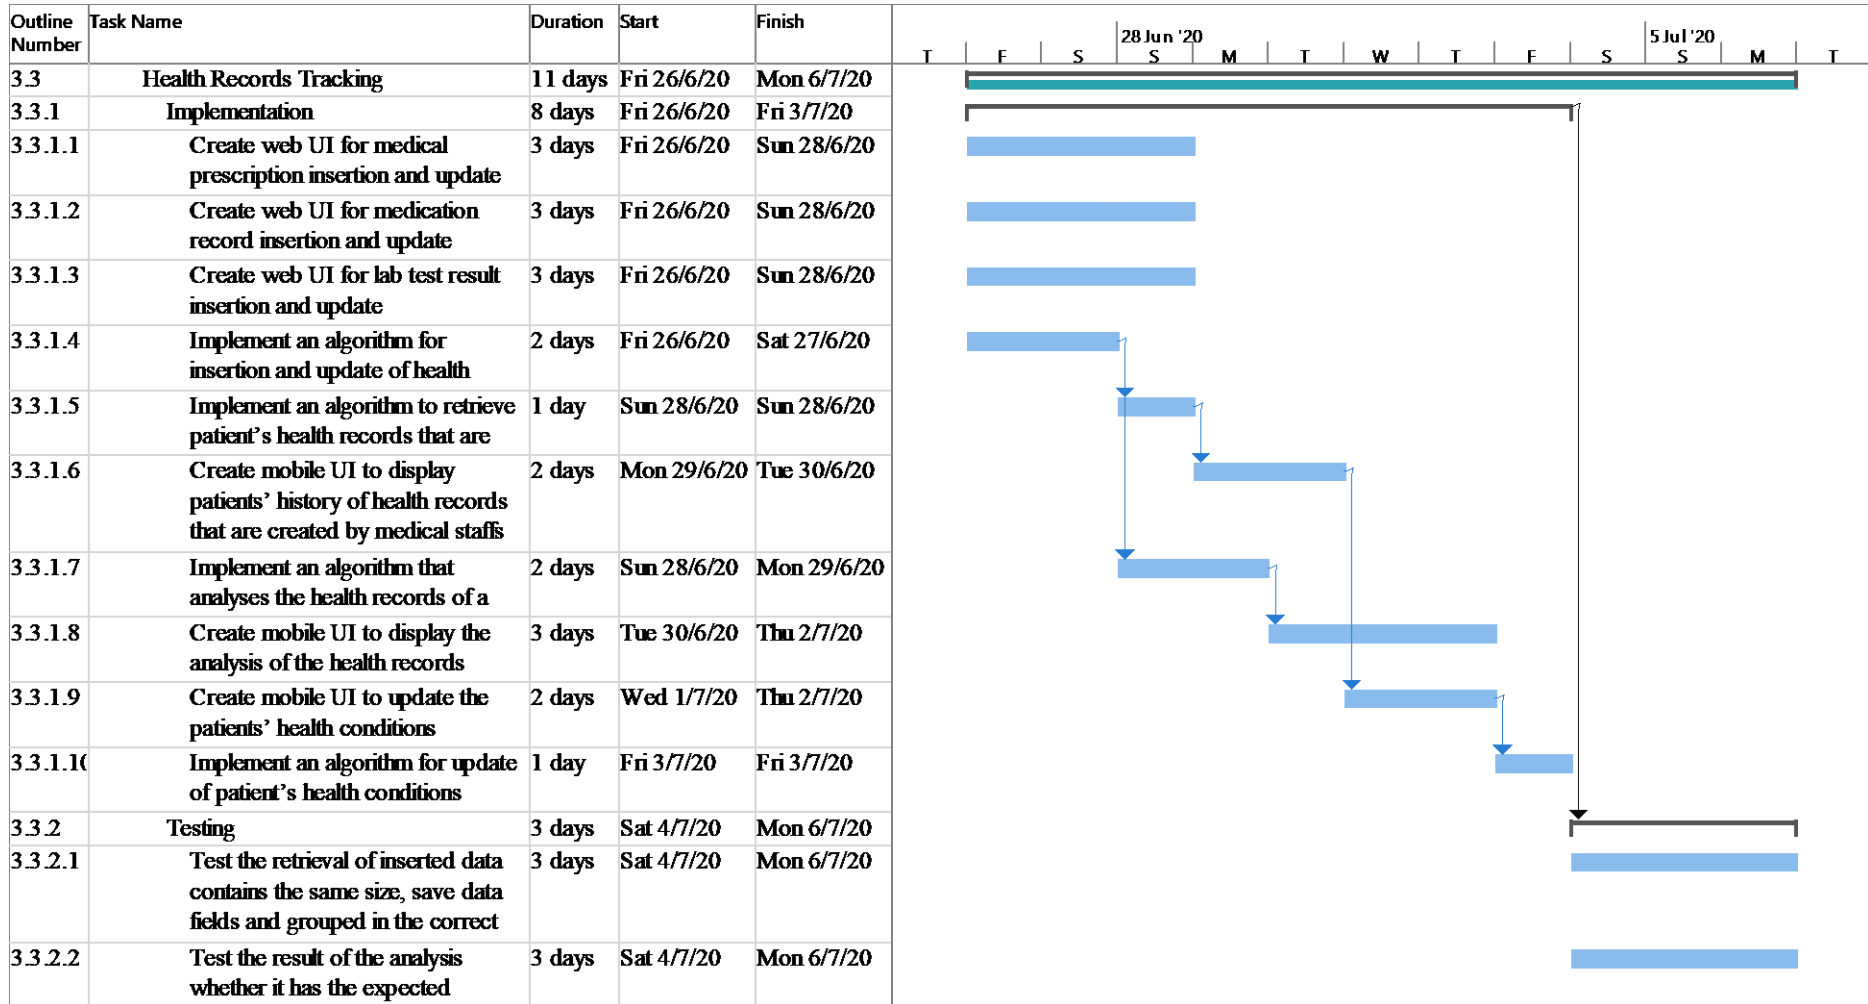 Outline Number Task Name Duration Start Finish
28 Jun '20 5 Jul '20
T F S S M T W T F S S M T
3.3 Health Records Tracking 11 days Fri 26/6/20 Mon 6/7/20
3.3.1 Implementation 8 days Fri 26/6/20 Fri 3/7/20
3.3.1.1 Create web UI for medical 3 days Fri 26/6/20 Sun 28/6/20
prescription insertion and update
3.3.1.2 Create web UI for medication 3 days Fri 26/6/20 Sun 28/6/20
record insertion and update
3.3.1.3 Create web UI for lab test result 3 days Fri 26/6/20 Sun 28/6/20
insertion and update
3.3.1.4 Implement an algorithm for 2 days Fri 26/6/20 Sat 27/6/20
insertion and update of health
3.3.1.5 Implement an algorithm to retrieve 1 day Sun 28/6/20 Sun 28/6/20
patient’s health records that are
3.3.1.6 Create mobile UI to display 2 days Mon 29/6/20 Tue 30/6/20
patients’ history of health records
that are created by medical staffs
3.3.1.7 Implement an algorithm that 2 days Sun 28/6/20 Mon 29/6/20
analyses the health records of a
3.3.1.8 Create mobile UI to display the 3 days Tue 30/6/20 Thu 2/7/20
analysis of the health records
3.3.1.9 Create mobile UI to update the 2 days Wed 1/7/20 Thu 2/7/20
patients’ health conditions
3.3.1.10 Implement an algorithm for update 1 day Fri 3/7/20 Fri 3/7/20
of patient’s health conditions
3.3.2 Testing 3 days Sat 4/7/20 Mon 6/7/20
3.3.2.1 Test the retrieval of inserted data 3 days Sat 4/7/20 Mon 6/7/20
contains the same size, save data
fields and grouped in the correct
3.3.2.2 Test the result of the analysis 3 days Sat 4/7/20 Mon 6/7/20
whether it has the expected